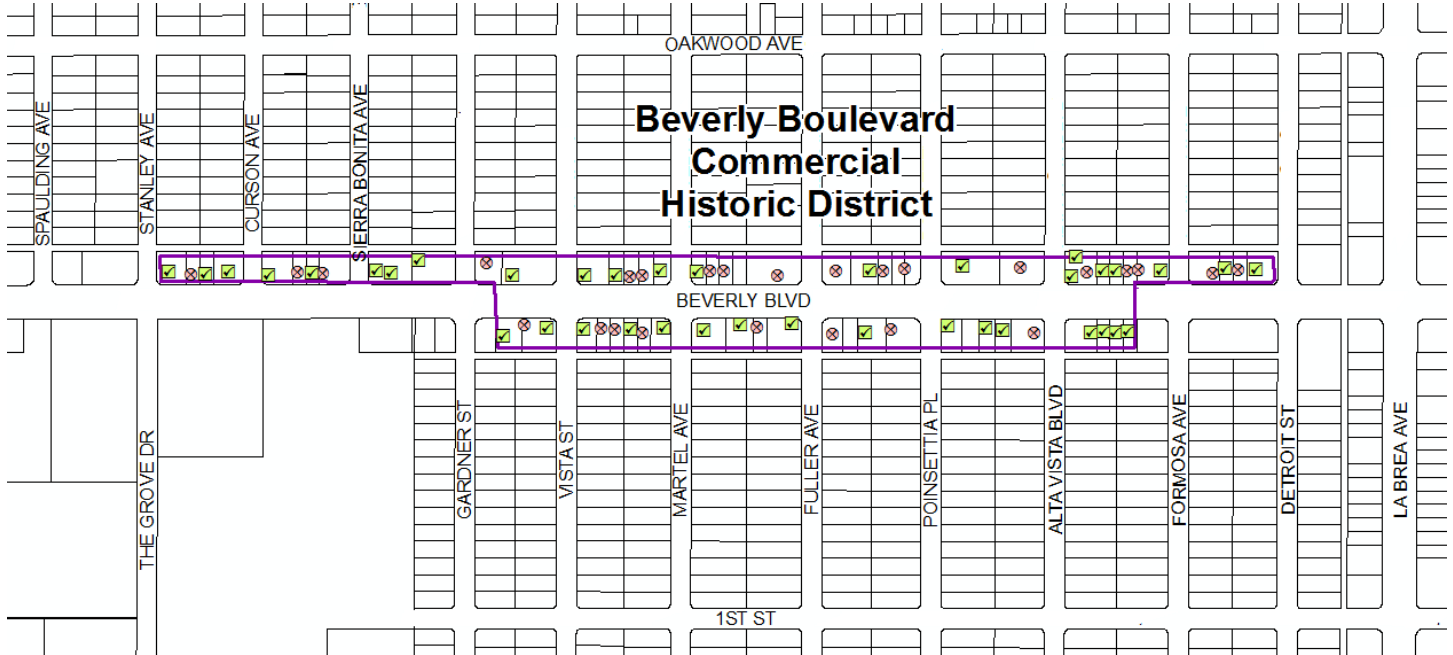 OAKWOOD AVE
Beverly Boulevard
Commercial
Historic District
SPAULDING AVE
STANLEY AVE
CURSON AVE
SIERRA BONITA AVE
BEVERLY BLVD
THE GROVE DR
GARDNER ST
VISTA ST
MARTEL AVE
FULLER AVE
POINSETTIA PL
ALTA VISTA BLVD
FORMOSA AVE
DETROIT ST
LA BREA AVE
1ST ST